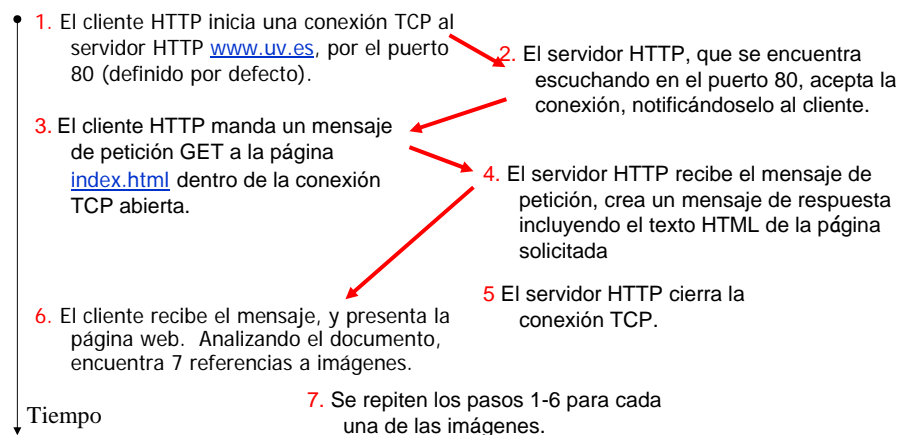 1. El cliente HTTP inicia una conexión TCP al
servidor HTTP www.uv.es, por el puerto
80 (definido por defecto).
2. El servidor HTTP, que se encuentra
escuchando en el puerto 80, acepta la
conexión, notificándoselo al cliente.
3. El cliente HTTP manda un mensaje
de petición GET a la página
index.html dentro de la conexión
TCP abierta.
4. El servidor HTTP recibe el mensaje de
petición, crea un mensaje de respuesta
incluyendo el texto HTML de la página
solicitada
5 El servidor HTTP cierra la
conexión TCP.
6. El cliente recibe el mensaje, y presenta la
página web. Analizando el documento,
encuentra 7 referencias a imágenes.
7. Se repiten los pasos 1-6 para cada
una de las imágenes.
Tiempo